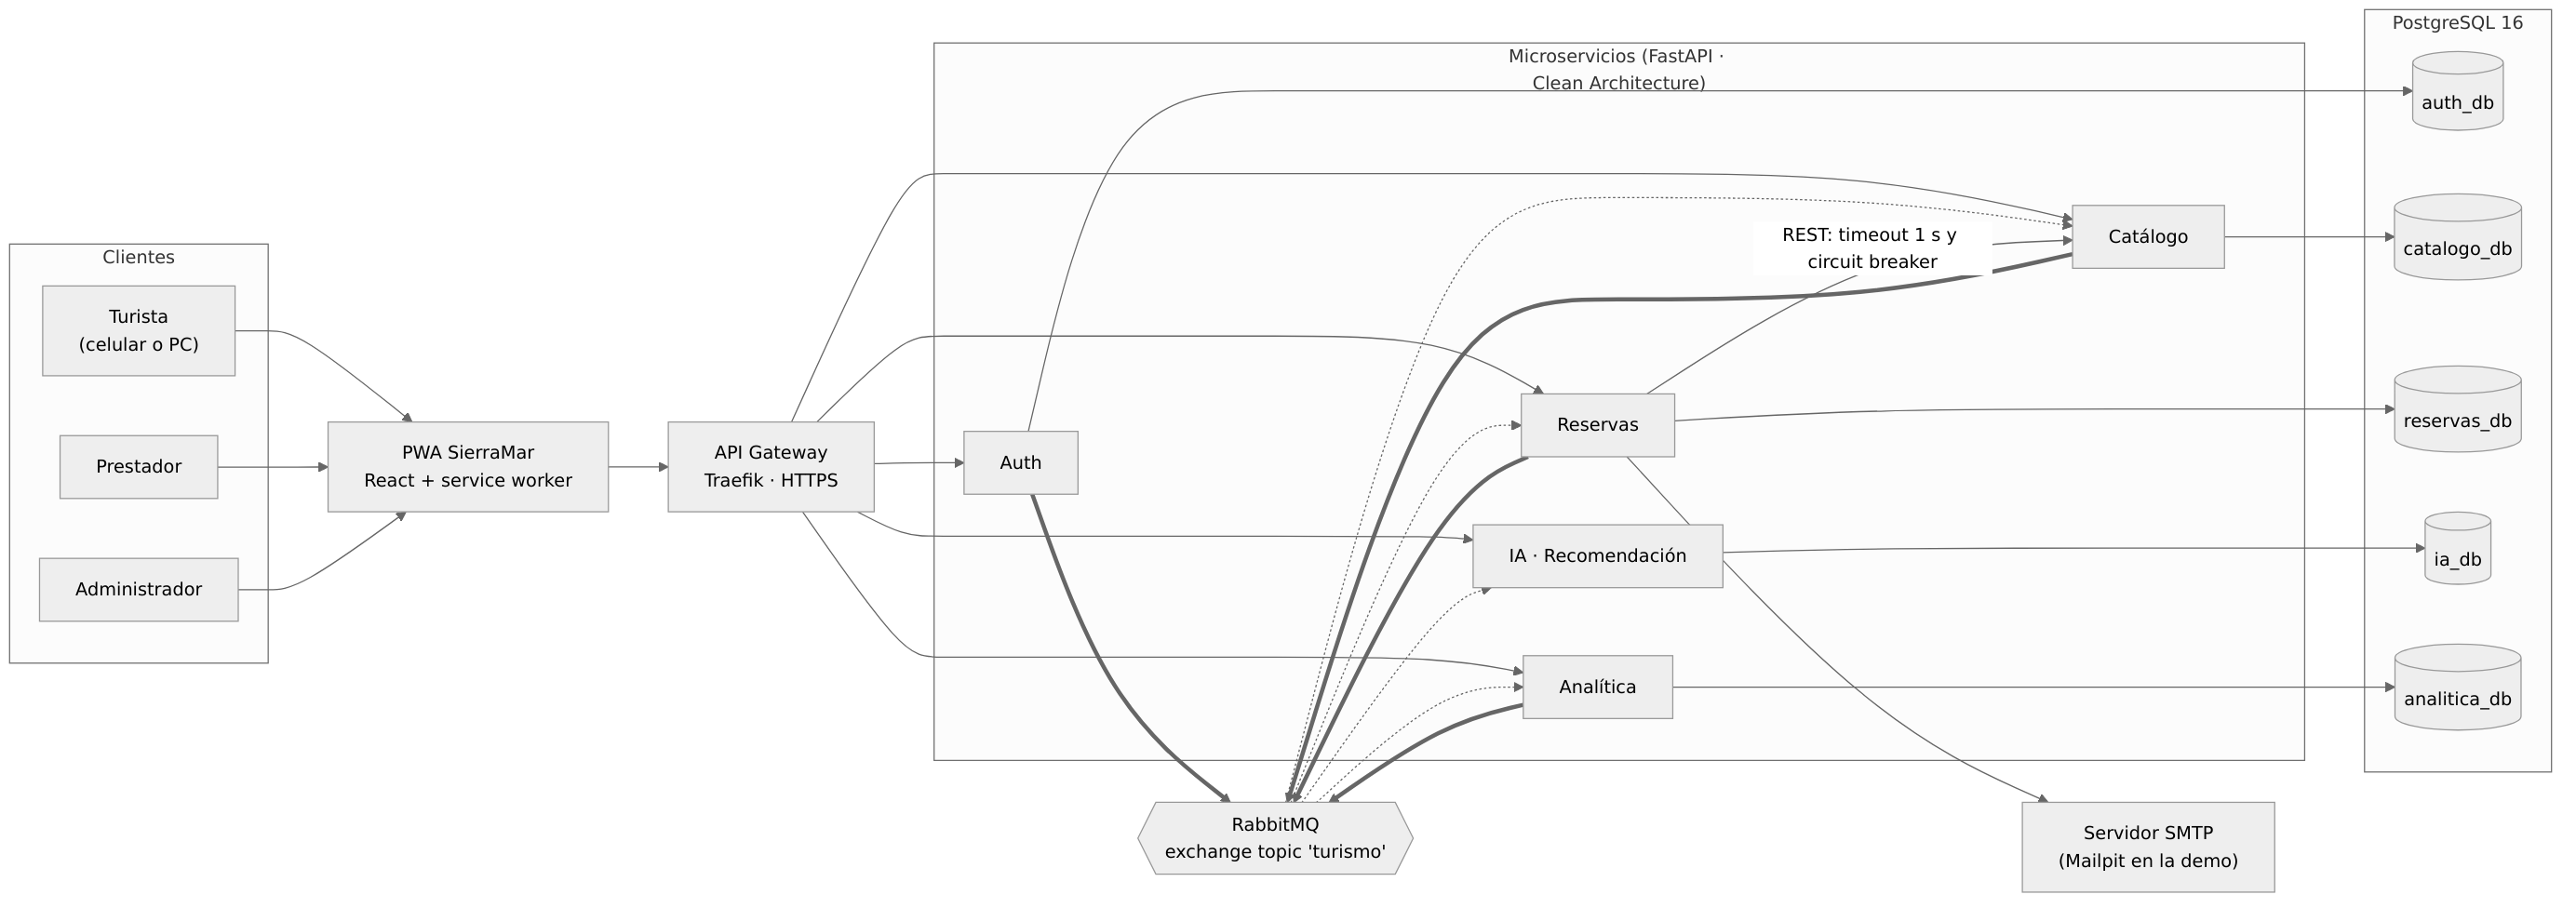 Clientes
Turista
(celular o PC)
Prestador
Administrador
PWA SierraMar
React + service worker
API Gateway
Traefik · HTTPS
Microservicios (FastAPI ·
Clean Architecture)
Auth
REST: timeout 1 s y
circuit breaker
Catálogo
Reservas
IA · Recomendación
Analítica
RabbitMQ
exchange topic 'turismo'
Servidor SMTP
(Mailpit en la demo)
PostgreSQL 16
auth_db
catalogo_db
reservas_db
ia_db
analitica_db